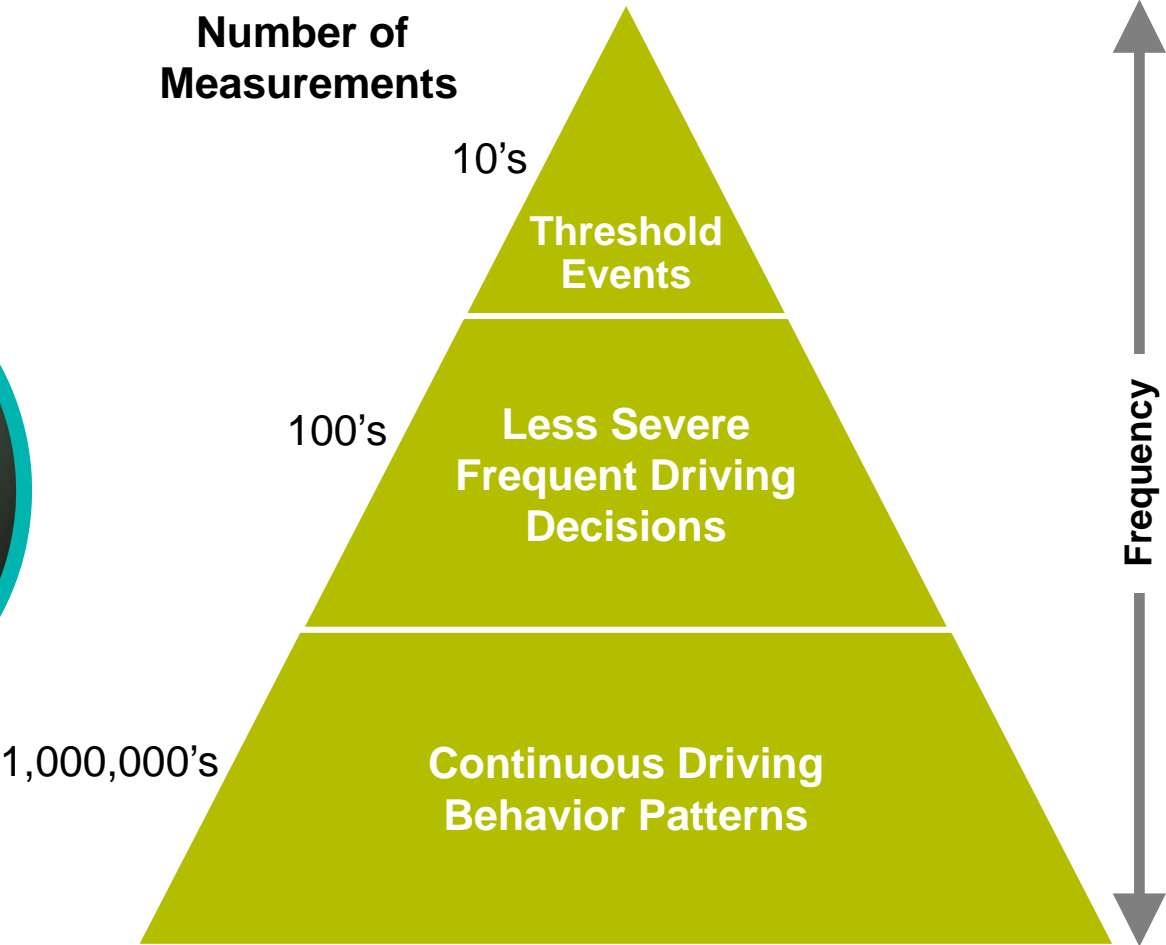 Number of
Measurements
10’s
Threshold
Events
100’s
Less Severe
Frequent Driving
Decisions
Frequency
1,000,000’s
Continuous Driving
Behavior Patterns